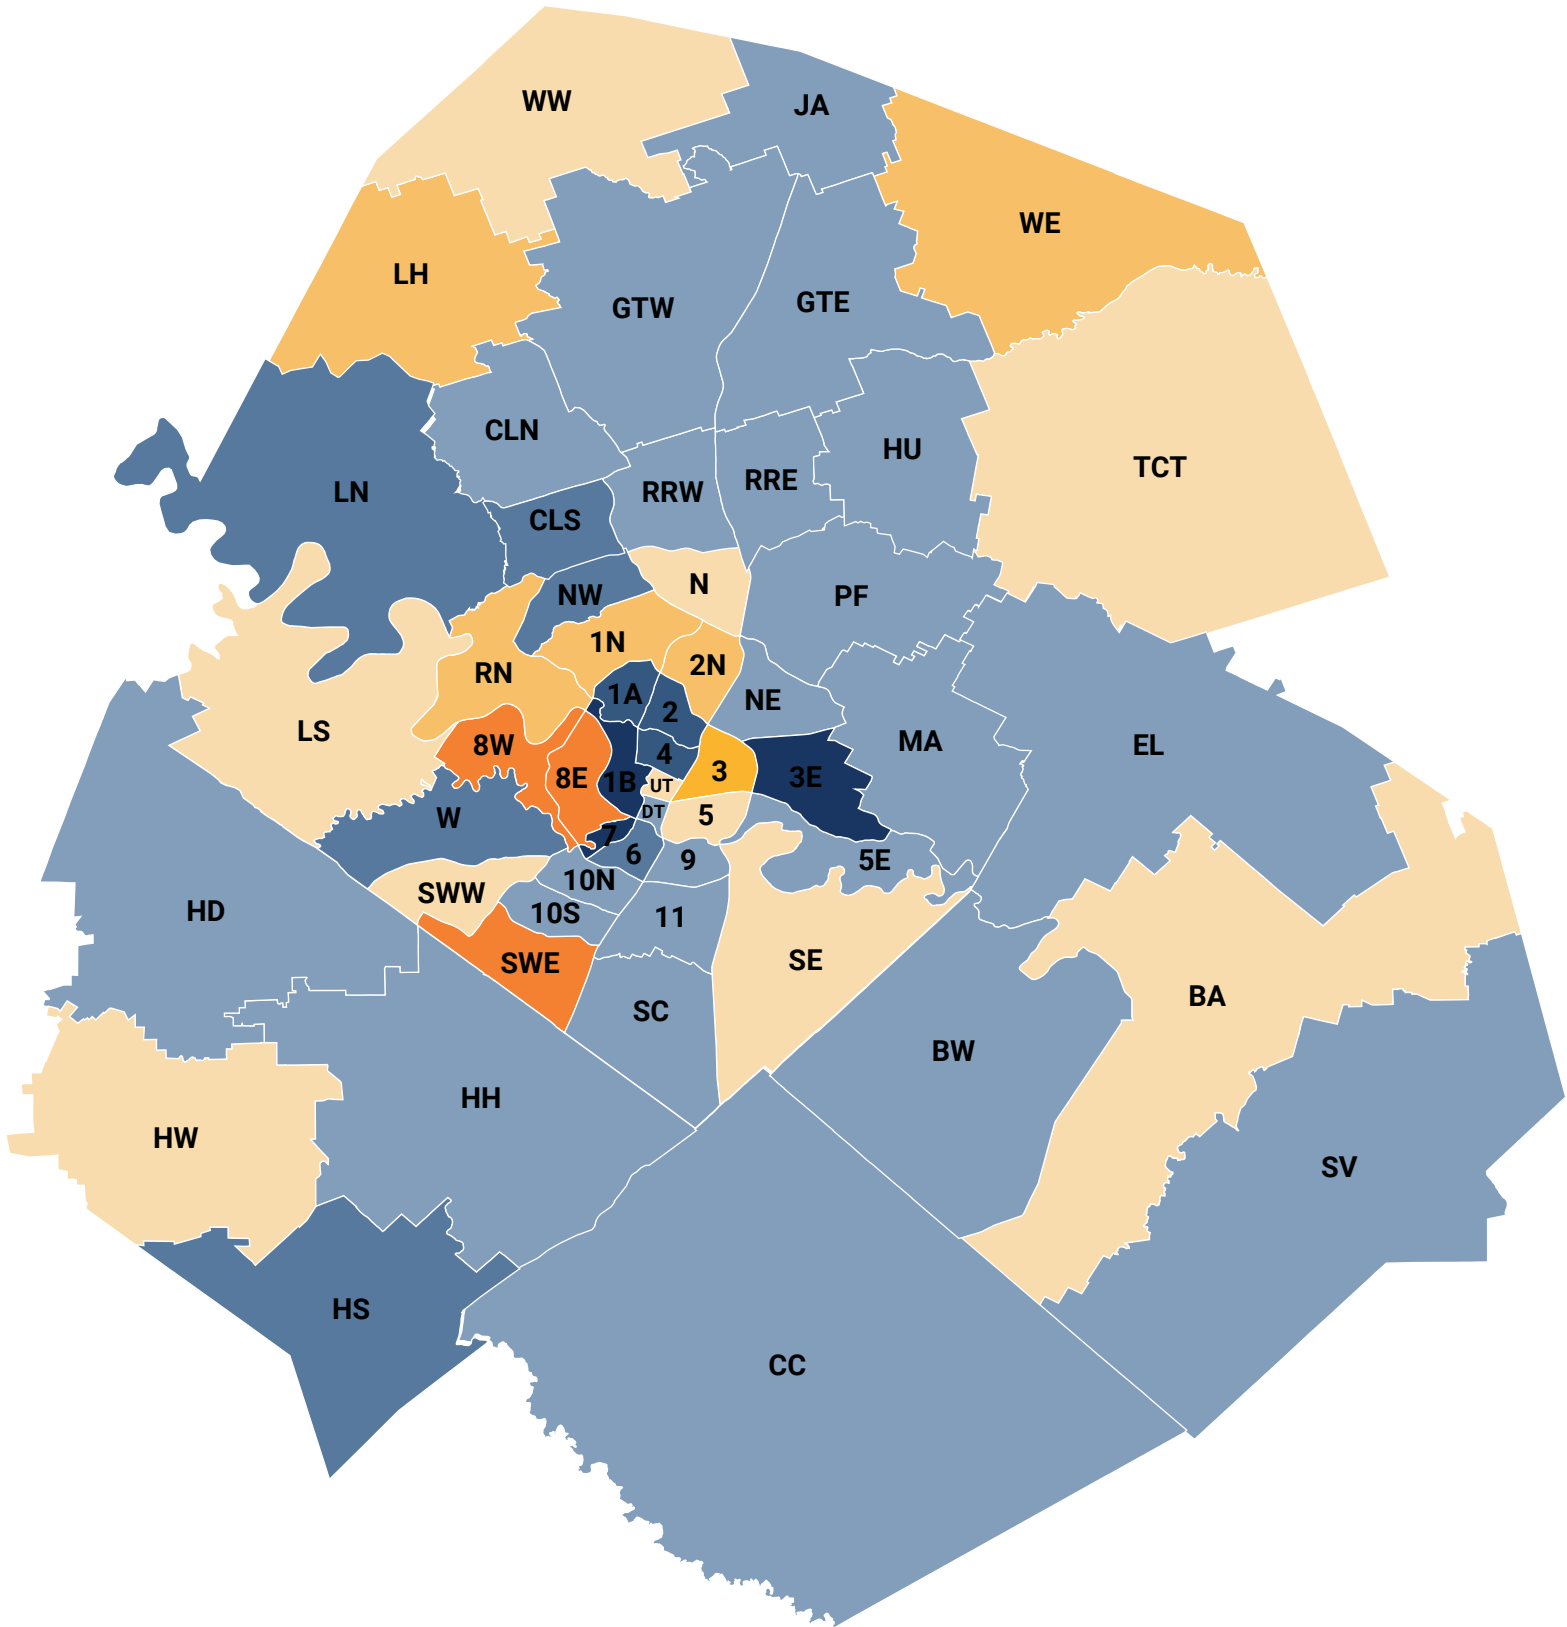 WW
JA
WE
LH
GTW
GTE
CLN
HU
TCT
LN
RRW
RRE
CLS
N
NW
PF
1N
2N
RN
1A
NE
2
LS
8W
4
MA
EL
8E
1B
UT
3
3E
DT
5
W
7
6
9
5E
10N
SWW
HD
10S
11
SWE
SE
SC
BA
BW
HH
HW
SV
HS
CC